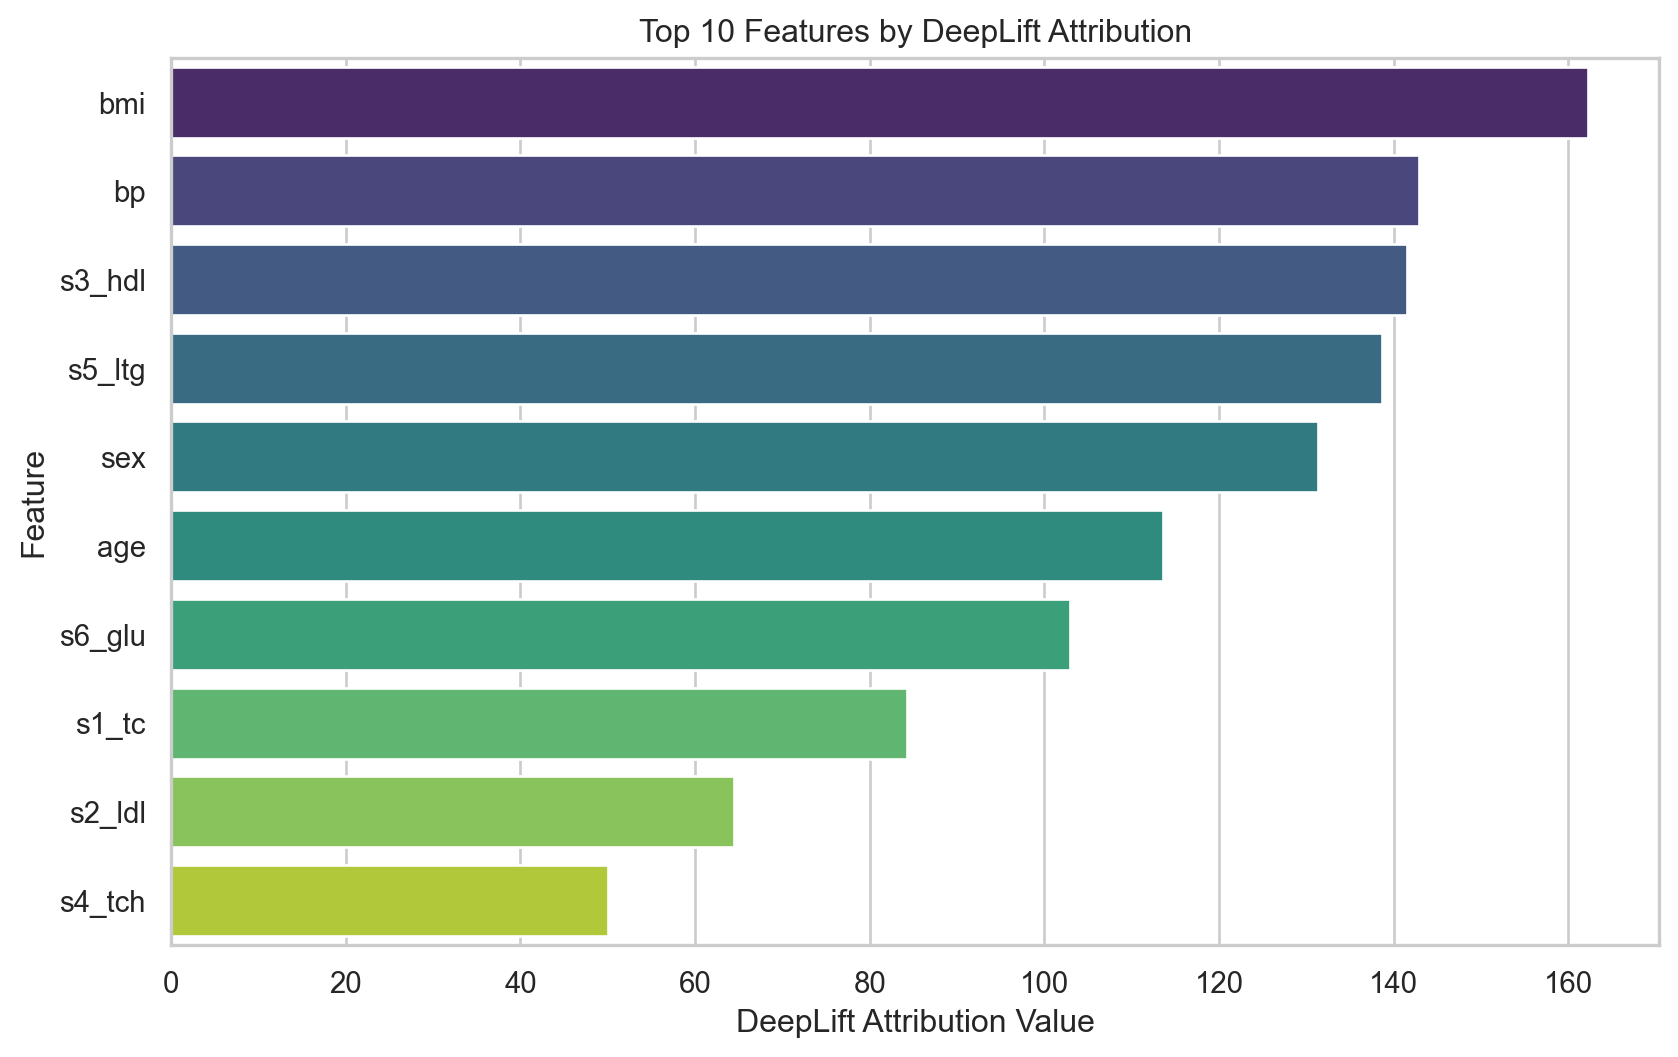 Top 10 Features by DeepLift Attribution
bmi
bp
s3_hdl
s5_ltg
sex
age
s6_glu
s1_tc
s2_ldl
s4_tch
Feature
0 20 40 60 80 100 120 140 160
DeepLift Attribution Value